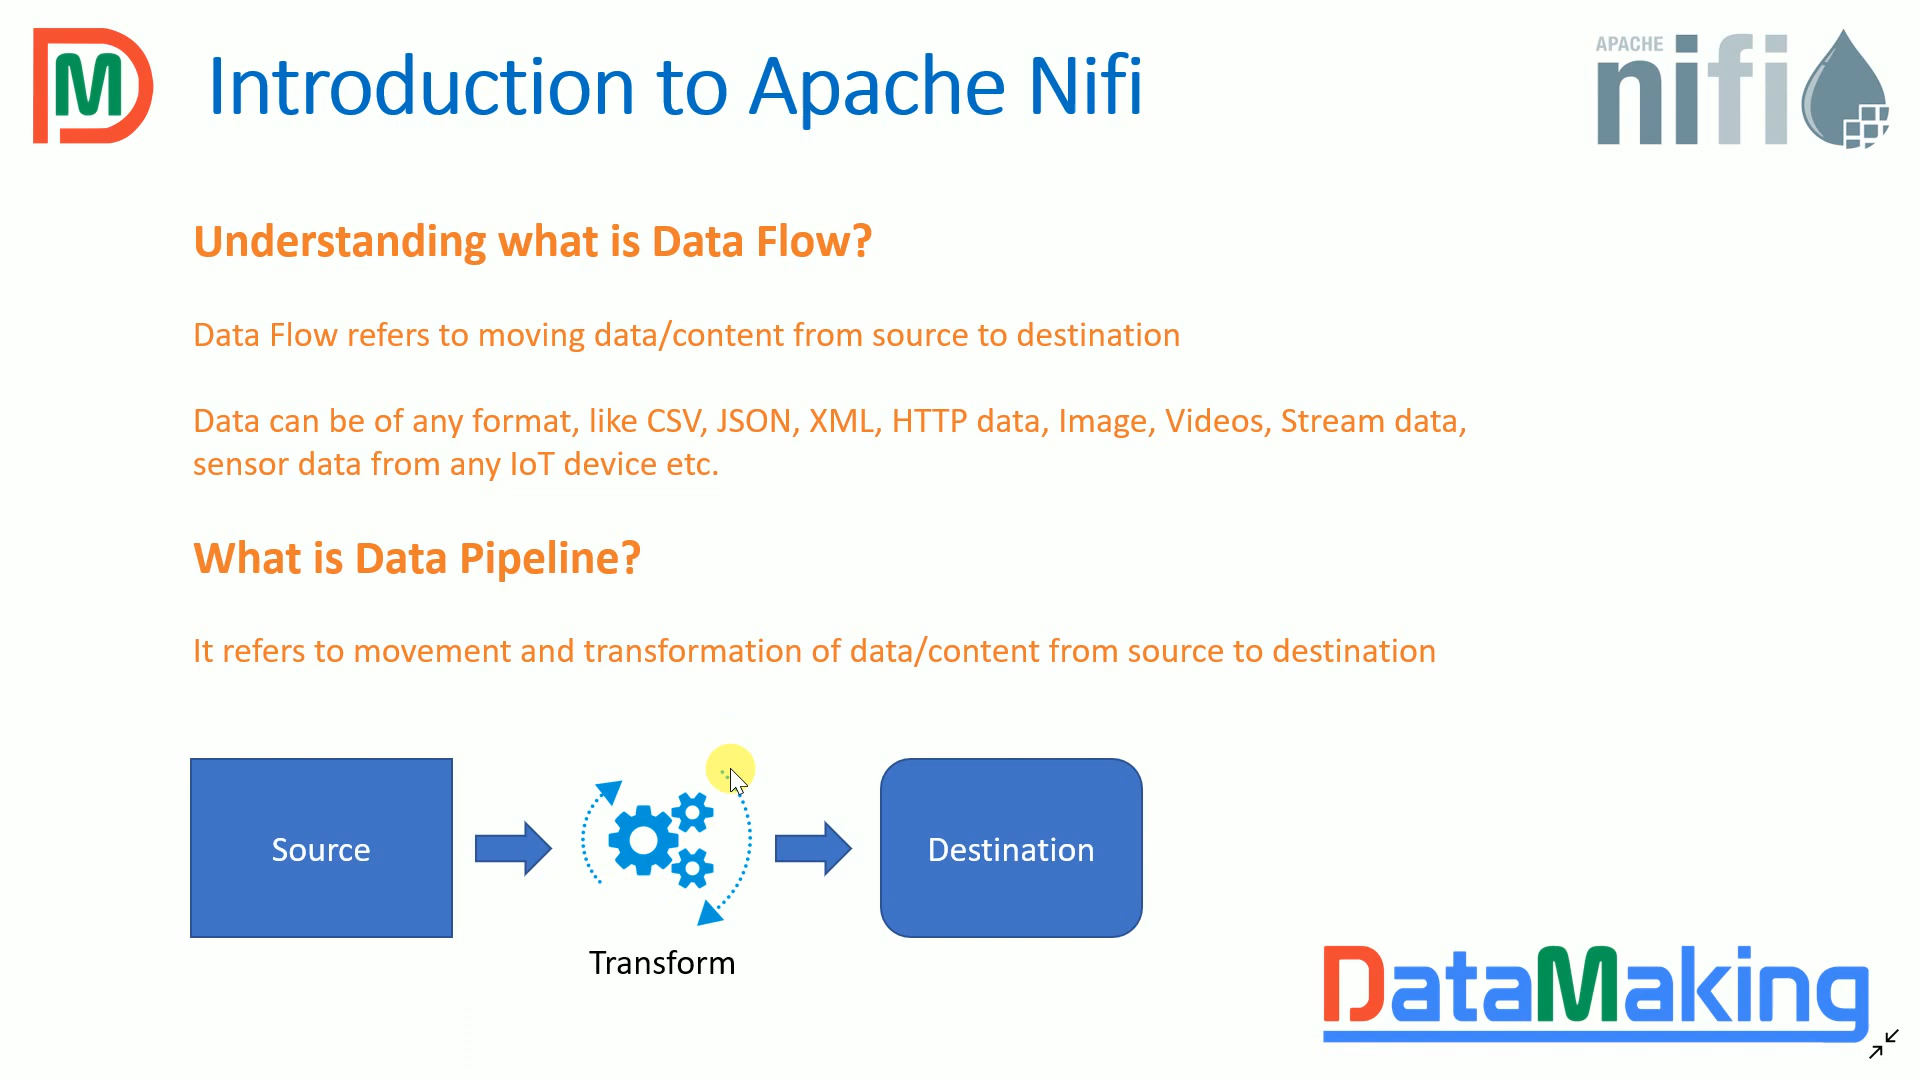 DM
Introduction to Apache Nifi
APACHE
nifi
Understanding what is Data Flow?
Data Flow refers to moving data/content from source to destination
Data can be of any format, like CSV, JSON, XML, HTTP data, Image, Videos, Stream data,
sensor data from any IoT device etc.
What is Data Pipeline?
It refers to movement and transformation of data/content from source to destination
Source
Destination
Transform
DataMaking